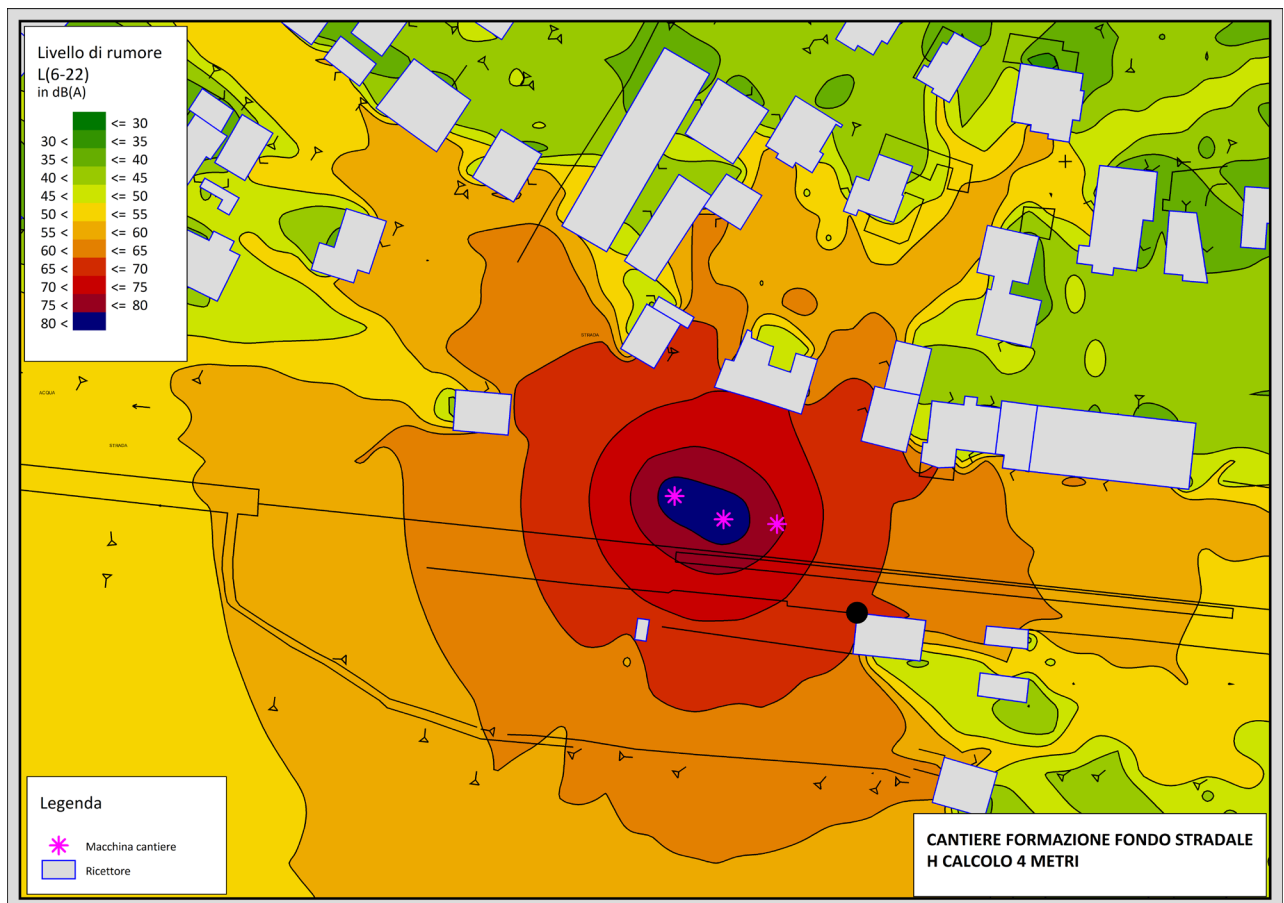 Livello di rumore
L(6-22)
in dB(A)
<= 30
30 < <= 35
35 < <= 40
40 < <= 45
45 < <= 50
50 < <= 55
55 < <= 60
60 < <= 65
65 < <= 70
70 < <= 75
75 < <= 80
80 <
STRADA
ACQUA
STRADA
Legenda
Macchina cantiere
Ricettore
CANTIERE FORMAZIONE FONDO STRADALE
H CALCOLO 4 METRI